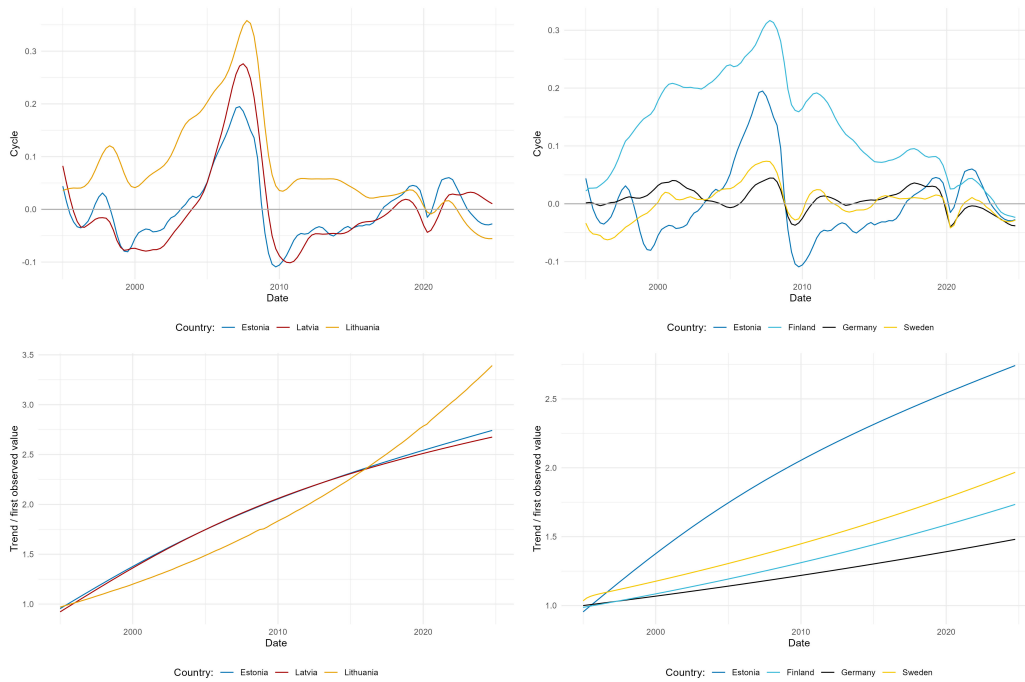 Cycle
0.3
0.2
0.1
0.0
-0.1
2000
2010
2020
Date
Country: Estonia Latvia Lithuania
Cycle
0.3
0.2
0.1
0.0
-0.1
2000
2010
2020
Date
Country: Estonia Finland Germany Sweden
Trend / first observed value
3.5
3.0
2.5
2.0
1.5
1.0
2000
2010
2020
Date
Country: Estonia Latvia Lithuania
Trend / first observed value
2.5
2.0
1.5
1.0
2000
2010
2020
Date
Country: Estonia Finland Germany Sweden